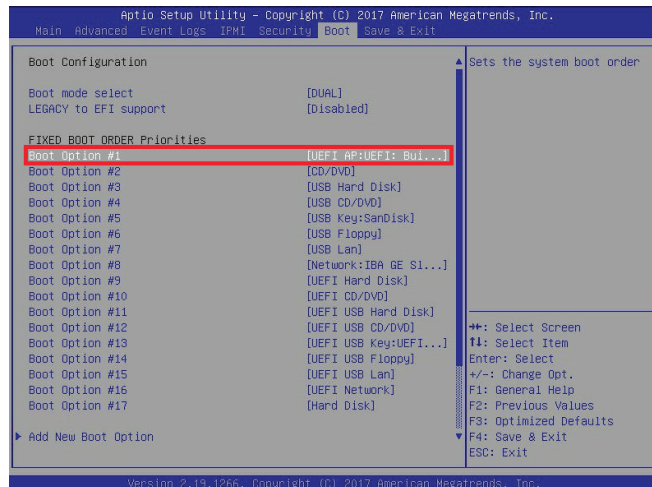 Aptio Setup Utility – Copyright (C) 2017 American Megatrends, Inc.
Main Advanced Event Logs IPMI Security Boot Save & Exit
Boot Configuration
Sets the system boot order
Boot mode select [DUAL]
LEGACY to EFI support [Disabled]
FIXED BOOT ORDER Priorities
Boot Option #1 [UEFI AP:UEFI: Bui...]
Boot Option #2 [CD/DVD]
Boot Option #3 [USB Hard Disk]
Boot Option #4 [USB CD/DVD]
Boot Option #5 [USB Key:SanDisk]
Boot Option #6 [USB Floppy]
Boot Option #7 [USB Lan]
Boot Option #8 [Network:IBA GE Sl...]
Boot Option #9 [UEFI Hard Disk]
Boot Option #10 [UEFI CD/DVD]
Boot Option #11 [UEFI USB Hard Disk]
Boot Option #12 [UEFI USB CD/DVD]
Boot Option #13 [UEFI USB Key:UEFI...]
Boot Option #14 [UEFI USB Floppy]
Boot Option #15 [UEFI USB Lan]
Boot Option #16 [UEFI Network]
Boot Option #17 [Hard Disk]
Add New Boot Option
→←: Select Screen
↑↓: Select Item
Enter: Select
+/-: Change Opt.
F1: General Help
F2: Previous Values
F3: Optimized Defaults
F4: Save & Exit
ESC: Exit
Version 2.19.1266. Copyright (C) 2017 American Megatrends, Inc.